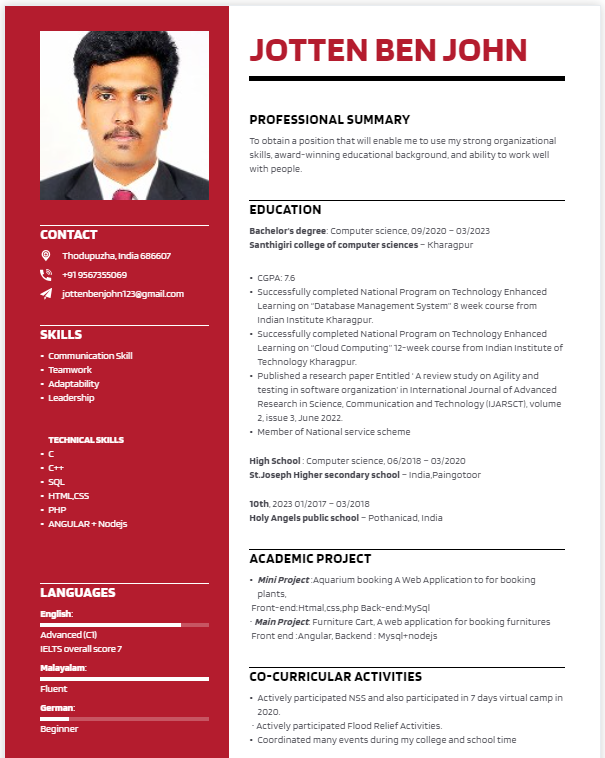 JOTTEN BEN JOHN
CONTACT
Thodupuzha, India 686607
+91 9567355069
jottenbenjohn123@gmail.com
SKILLS
• Communication Skill
• Teamwork
• Adaptability
• Leadership
TECHNICAL SKILLS
• C
• C++
• SQL
• HTML,CSS
• PHP
• ANGULAR + Nodejs
LANGUAGES
English:
Advanced (C1)
IELTS overall score 7
Malayalam:
Fluent
German:
Beginner
PROFESSIONAL SUMMARY
To obtain a position that will enable me to use my strong organizational
skills, award-winning educational background, and ability to work well
with people.
EDUCATION
Bachelor's degree: Computer science, 09/2020 – 03/2023
Santhigiri college of computer sciences – Kharagpur
• CGPA: 7.6
• Successfully completed National Program on Technology Enhanced
Learning on "Database Management System" 8 week course from
Indian Institute Kharagpur.
• Successfully completed National Program on Technology Enhanced
Learning on "Cloud Computing" 12-week course from Indian Institute of
Technology Kharagpur.
• Published a research paper Entitled ' A review study on Agility and
testing in software organization' in International Journal of Advanced
Research in Science, Communication and Technology (IJARSCT), volume
2, issue 3, June 2022.
• Member of National service scheme
High School : Computer science, 06/2018 – 03/2020
St.Joseph Higher secondary school – India,Paingotoor
10th, 2023 01/2017 – 03/2018
Holy Angels public school – Pothanicad, India
ACADEMIC PROJECT
• Mini Project :Aquarium booking A Web Application to for booking
plants,
Front-end:Htmal,css,php Back-end:MySql
· Main Project: Furniture Cart, A web application for booking furnitures
Front end :Angular, Backend : Mysql+nodejs
CO-CURRICULAR ACTIVITIES
• Actively participated NSS and also participated in 7 days virtual camp in
2020.
· Actively participated Flood Relief Activities.
• Coordinated many events during my college and school time